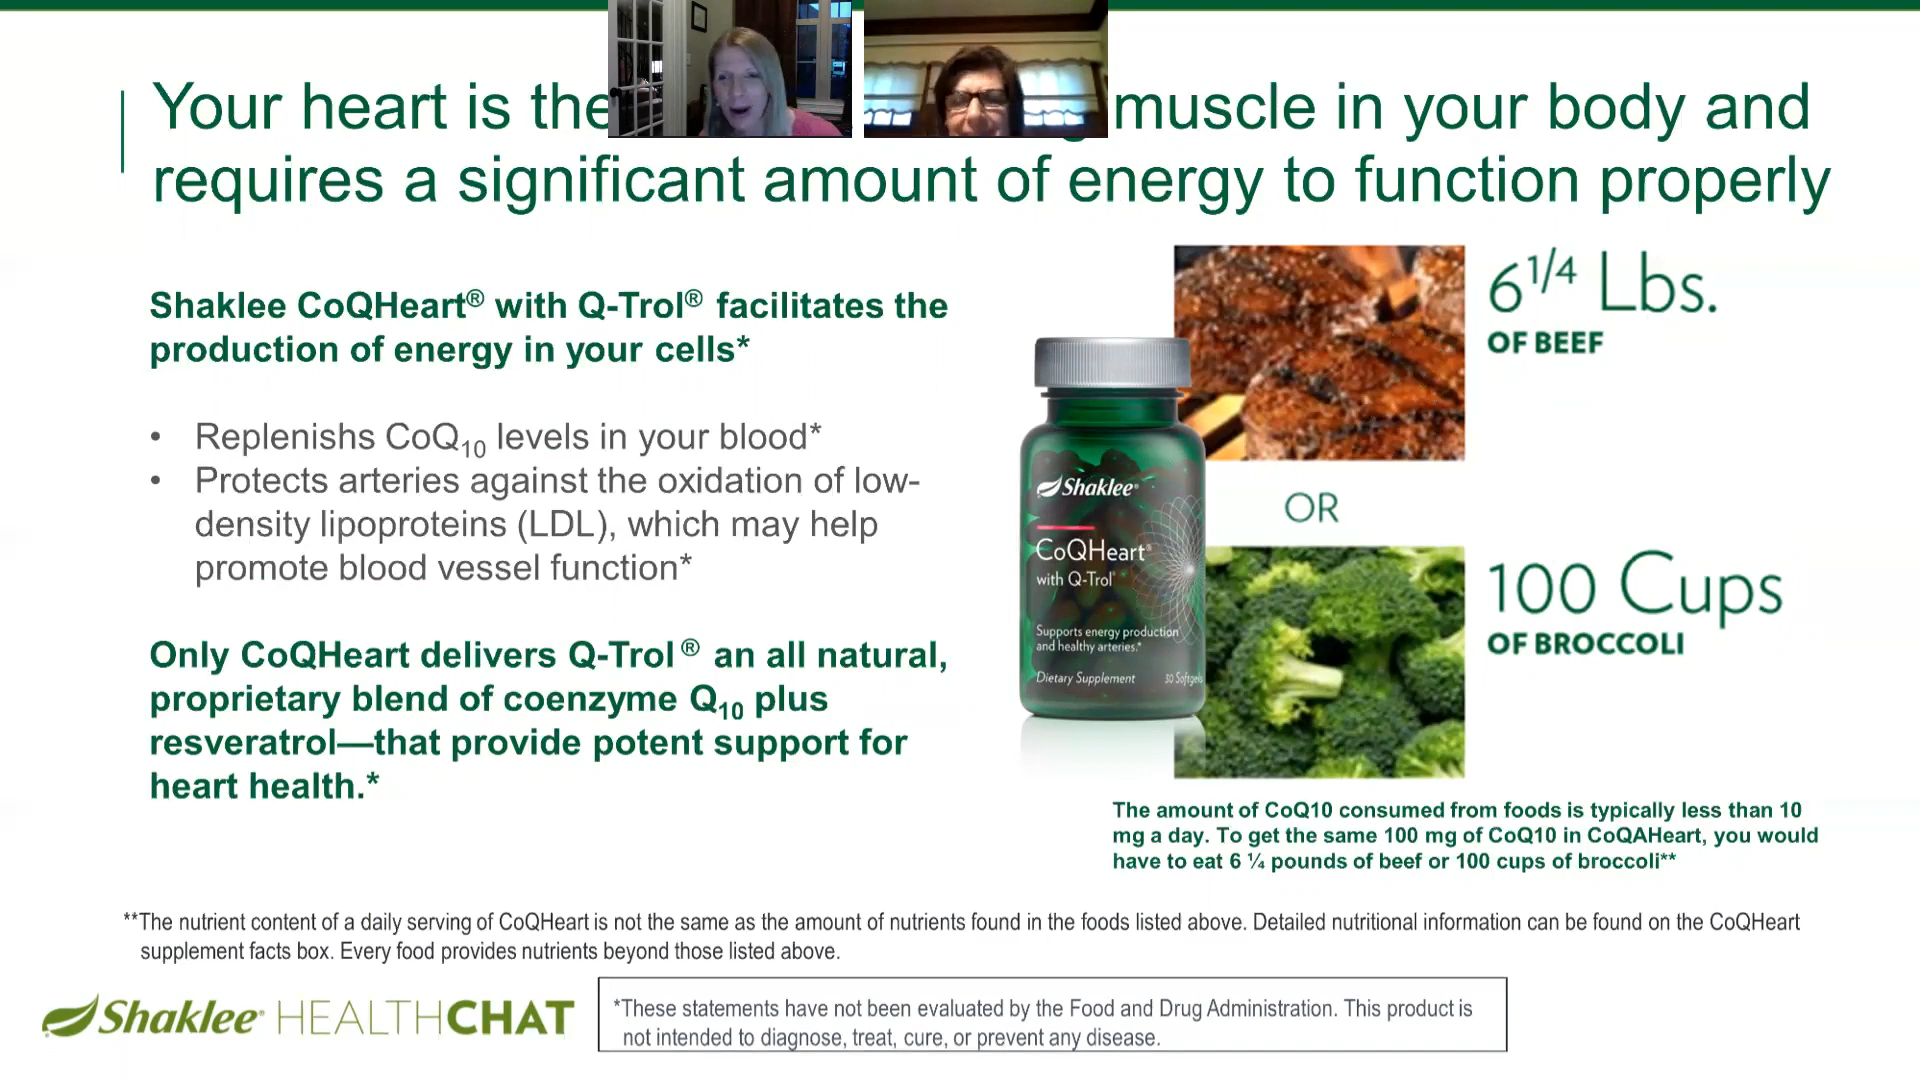 Your heart is the muscle in your body and
requires a significant amount of energy to function properly
Shaklee CoQHeart® with Q-Trol® facilitates the
production of energy in your cells*
• Replenishs CoQ10 levels in your blood*
• Protects arteries against the oxidation of low-
density lipoproteins (LDL), which may help
promote blood vessel function*
Only CoQHeart delivers Q-Trol ® an all natural,
proprietary blend of coenzyme Q10 plus
resveratrol—that provide potent support for
heart health.*
Shaklee®
CoQHeart®
with Q-Trol®
Supports energy production
and healthy arteries.*
Dietary Supplement 30 Softgels
6 1/4 Lbs.
OF BEEF
OR
100 Cups
OF BROCCOLI
The amount of CoQ10 consumed from foods is typically less than 10
mg a day. To get the same 100 mg of CoQ10 in CoQAHeart, you would
have to eat 6 ¼ pounds of beef or 100 cups of broccoli**
**The nutrient content of a daily serving of CoQHeart is not the same as the amount of nutrients found in the foods listed above. Detailed nutritional information can be found on the CoQHeart
supplement facts box. Every food provides nutrients beyond those listed above.
Shaklee® HEALTHCHAT
*These statements have not been evaluated by the Food and Drug Administration. This product is
not intended to diagnose, treat, cure, or prevent any disease.